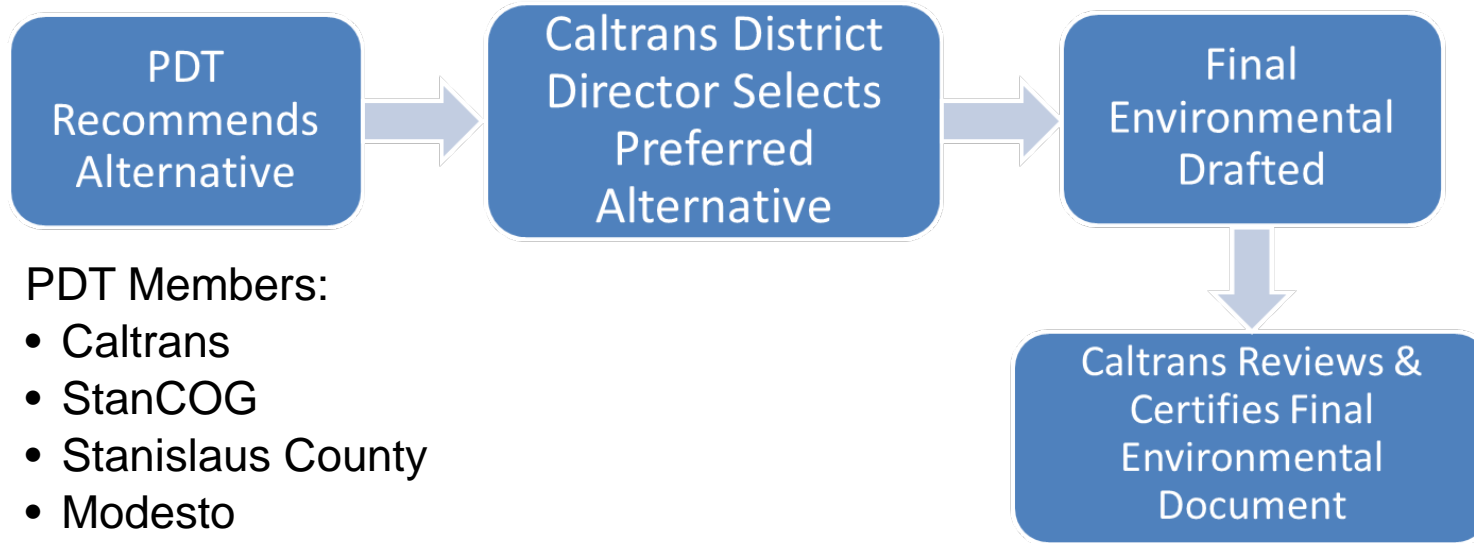 PDT
Recommends
Alternative
Caltrans District
Director Selects
Preferred
Alternative
Final
Environmental
Drafted
Caltrans Reviews &
Certifies Final
Environmental
Document
PDT Members:
• Caltrans
• StanCOG
• Stanislaus County
• Modesto